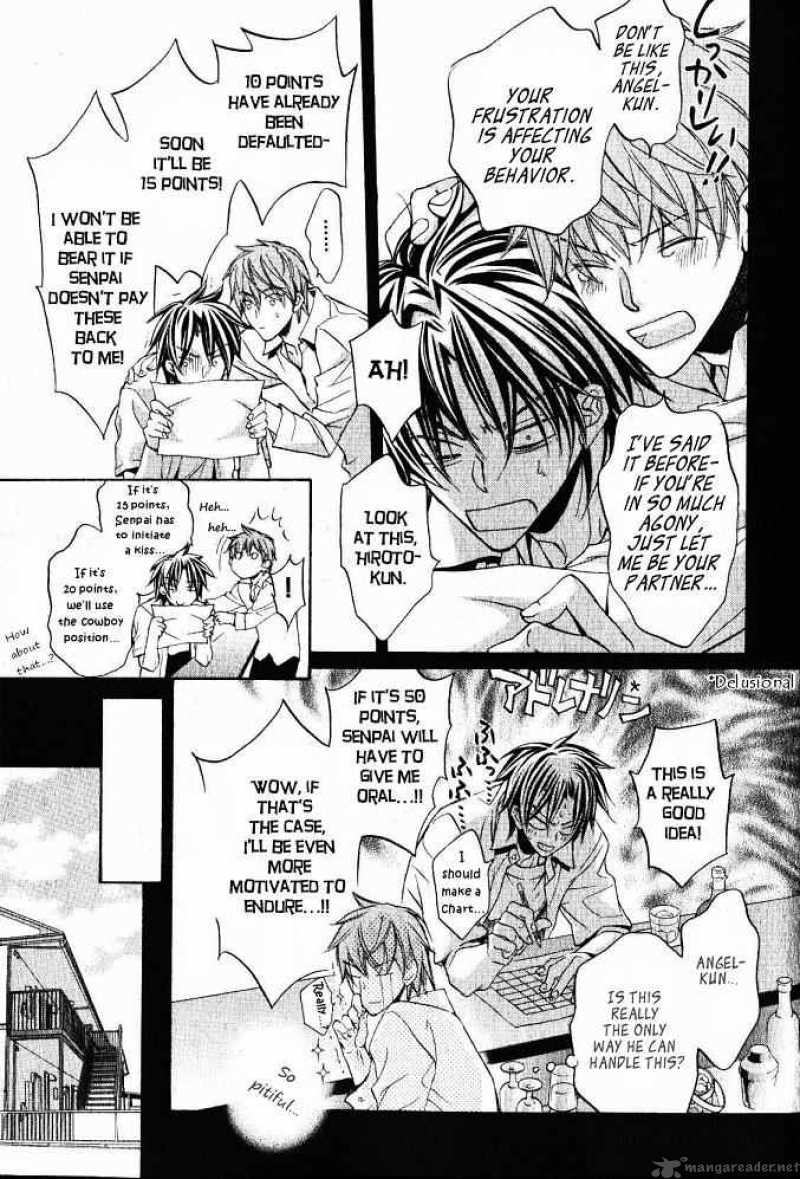 しっかりい!!
DON'T
BE LIKE
THIS,
ANGEL-
KUN.
YOUR
FRUSTRATION
IS AFFECTING
YOUR
BEHAVIOR.
I'VE SAID
IT BEFORE-
IF YOU'RE
IN SO MUCH
AGONY,
JUST LET
ME BE YOUR
PARTNER...
AH!
LOOK
AT THIS,
HIROTO-
KUN.
10 POINTS
HAVE ALREADY
BEEN
DEFAULTED-
SOON
IT'LL BE
15 POINTS!
I WON'T BE
ABLE TO
BEAR IT IF
SENPAI
DOESN'T PAY
THESE
BACK
TO ME!
......
!
Heh...
heh...
If it's
15 points,
Senpai has
to initiate
a kiss...
If it's
20 points,
we'll use
the cowboy
position...
How
about
that...?
*Delusional
アドレナリン*
THIS IS
A REALLY
GOOD
IDEA!
IF IT'S 50
POINTS,
SENPAI WILL
HAVE TO
GIVE ME
ORAL...!!
WOW, IF
THAT'S
THE CASE,
I'LL BE EVEN
MORE
MOTIVATED TO
ENDURE...!!
I
should
make a
chart...
ANGEL-
KUN...
IS THIS
REALLY
THE ONLY
WAY HE CAN
HANDLE THIS?
Really...
So
pitiful...
mangareader.net